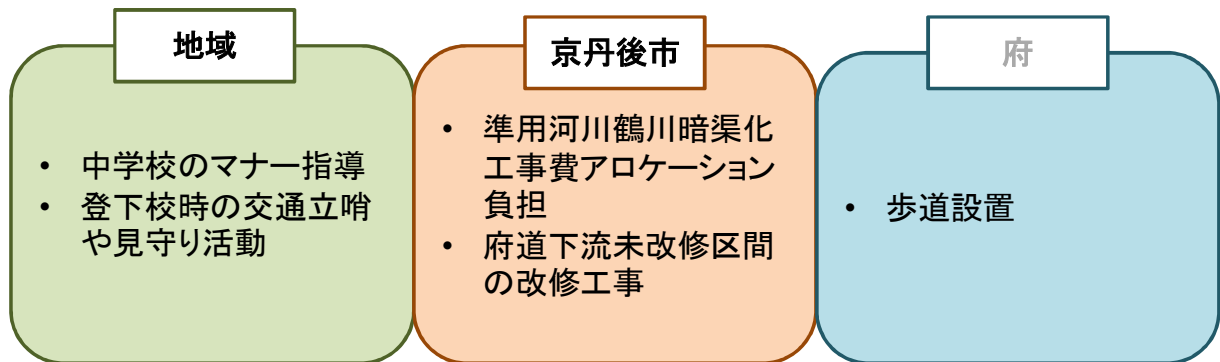 地域
• 中学校のマナー指導
• 登下校時の交通立哨
や見守り活動
京丹後市
• 準用河川鶴川暗渠化
工事費アロケーション
負担
• 府道下流未改修区間
の改修工事
府
• 歩道設置